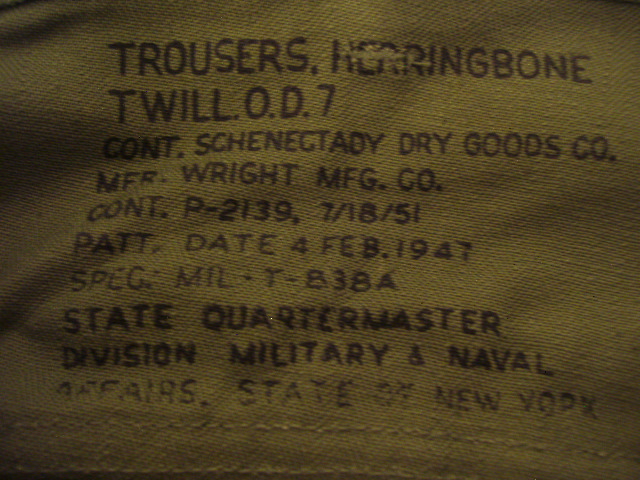 TROUSERS, HERRINGBONE
TWILL.O.D.7
CONT. SCHENECTADY DRY GOODS CO.
MFR. WRIGHT MFG. CO.
CONT. P-2139, 7/18/51
PATT. DATE 4 FEB.1947
SPEC: MIL-T-838A
STATE QUARTERMASTER
DIVISION MILITARY & NAVAL
AFFAIRS. STATE OF NEW YORK